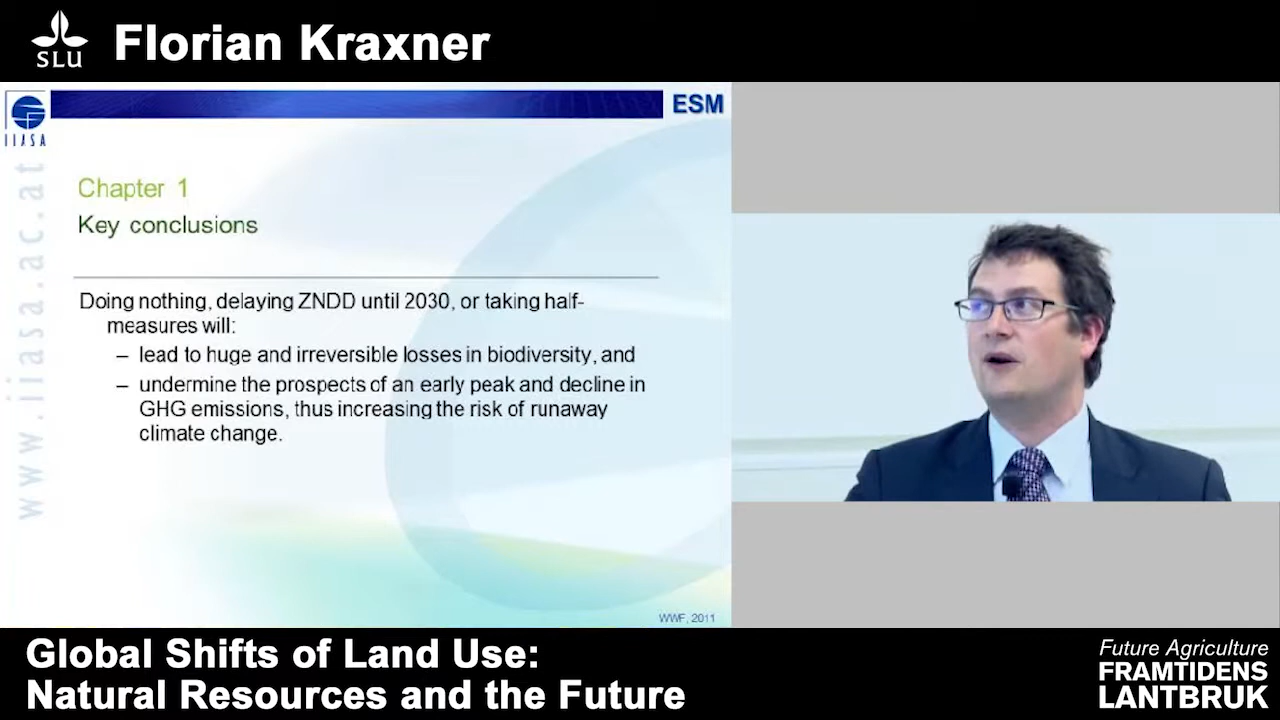 SLU
Florian Kraxner
IIASA
ESM
www.iiasa.ac.at
Chapter 1
Key conclusions
Doing nothing, delaying ZNDD until 2030, or taking half-
measures will:
– lead to huge and irreversible losses in biodiversity, and
– undermine the prospects of an early peak and decline in
GHG emissions, thus increasing the risk of runaway
climate change.
WWF, 2011
Global Shifts of Land Use:
Natural Resources and the Future
Future Agriculture
FRAMTIDENS
LANTBRUK